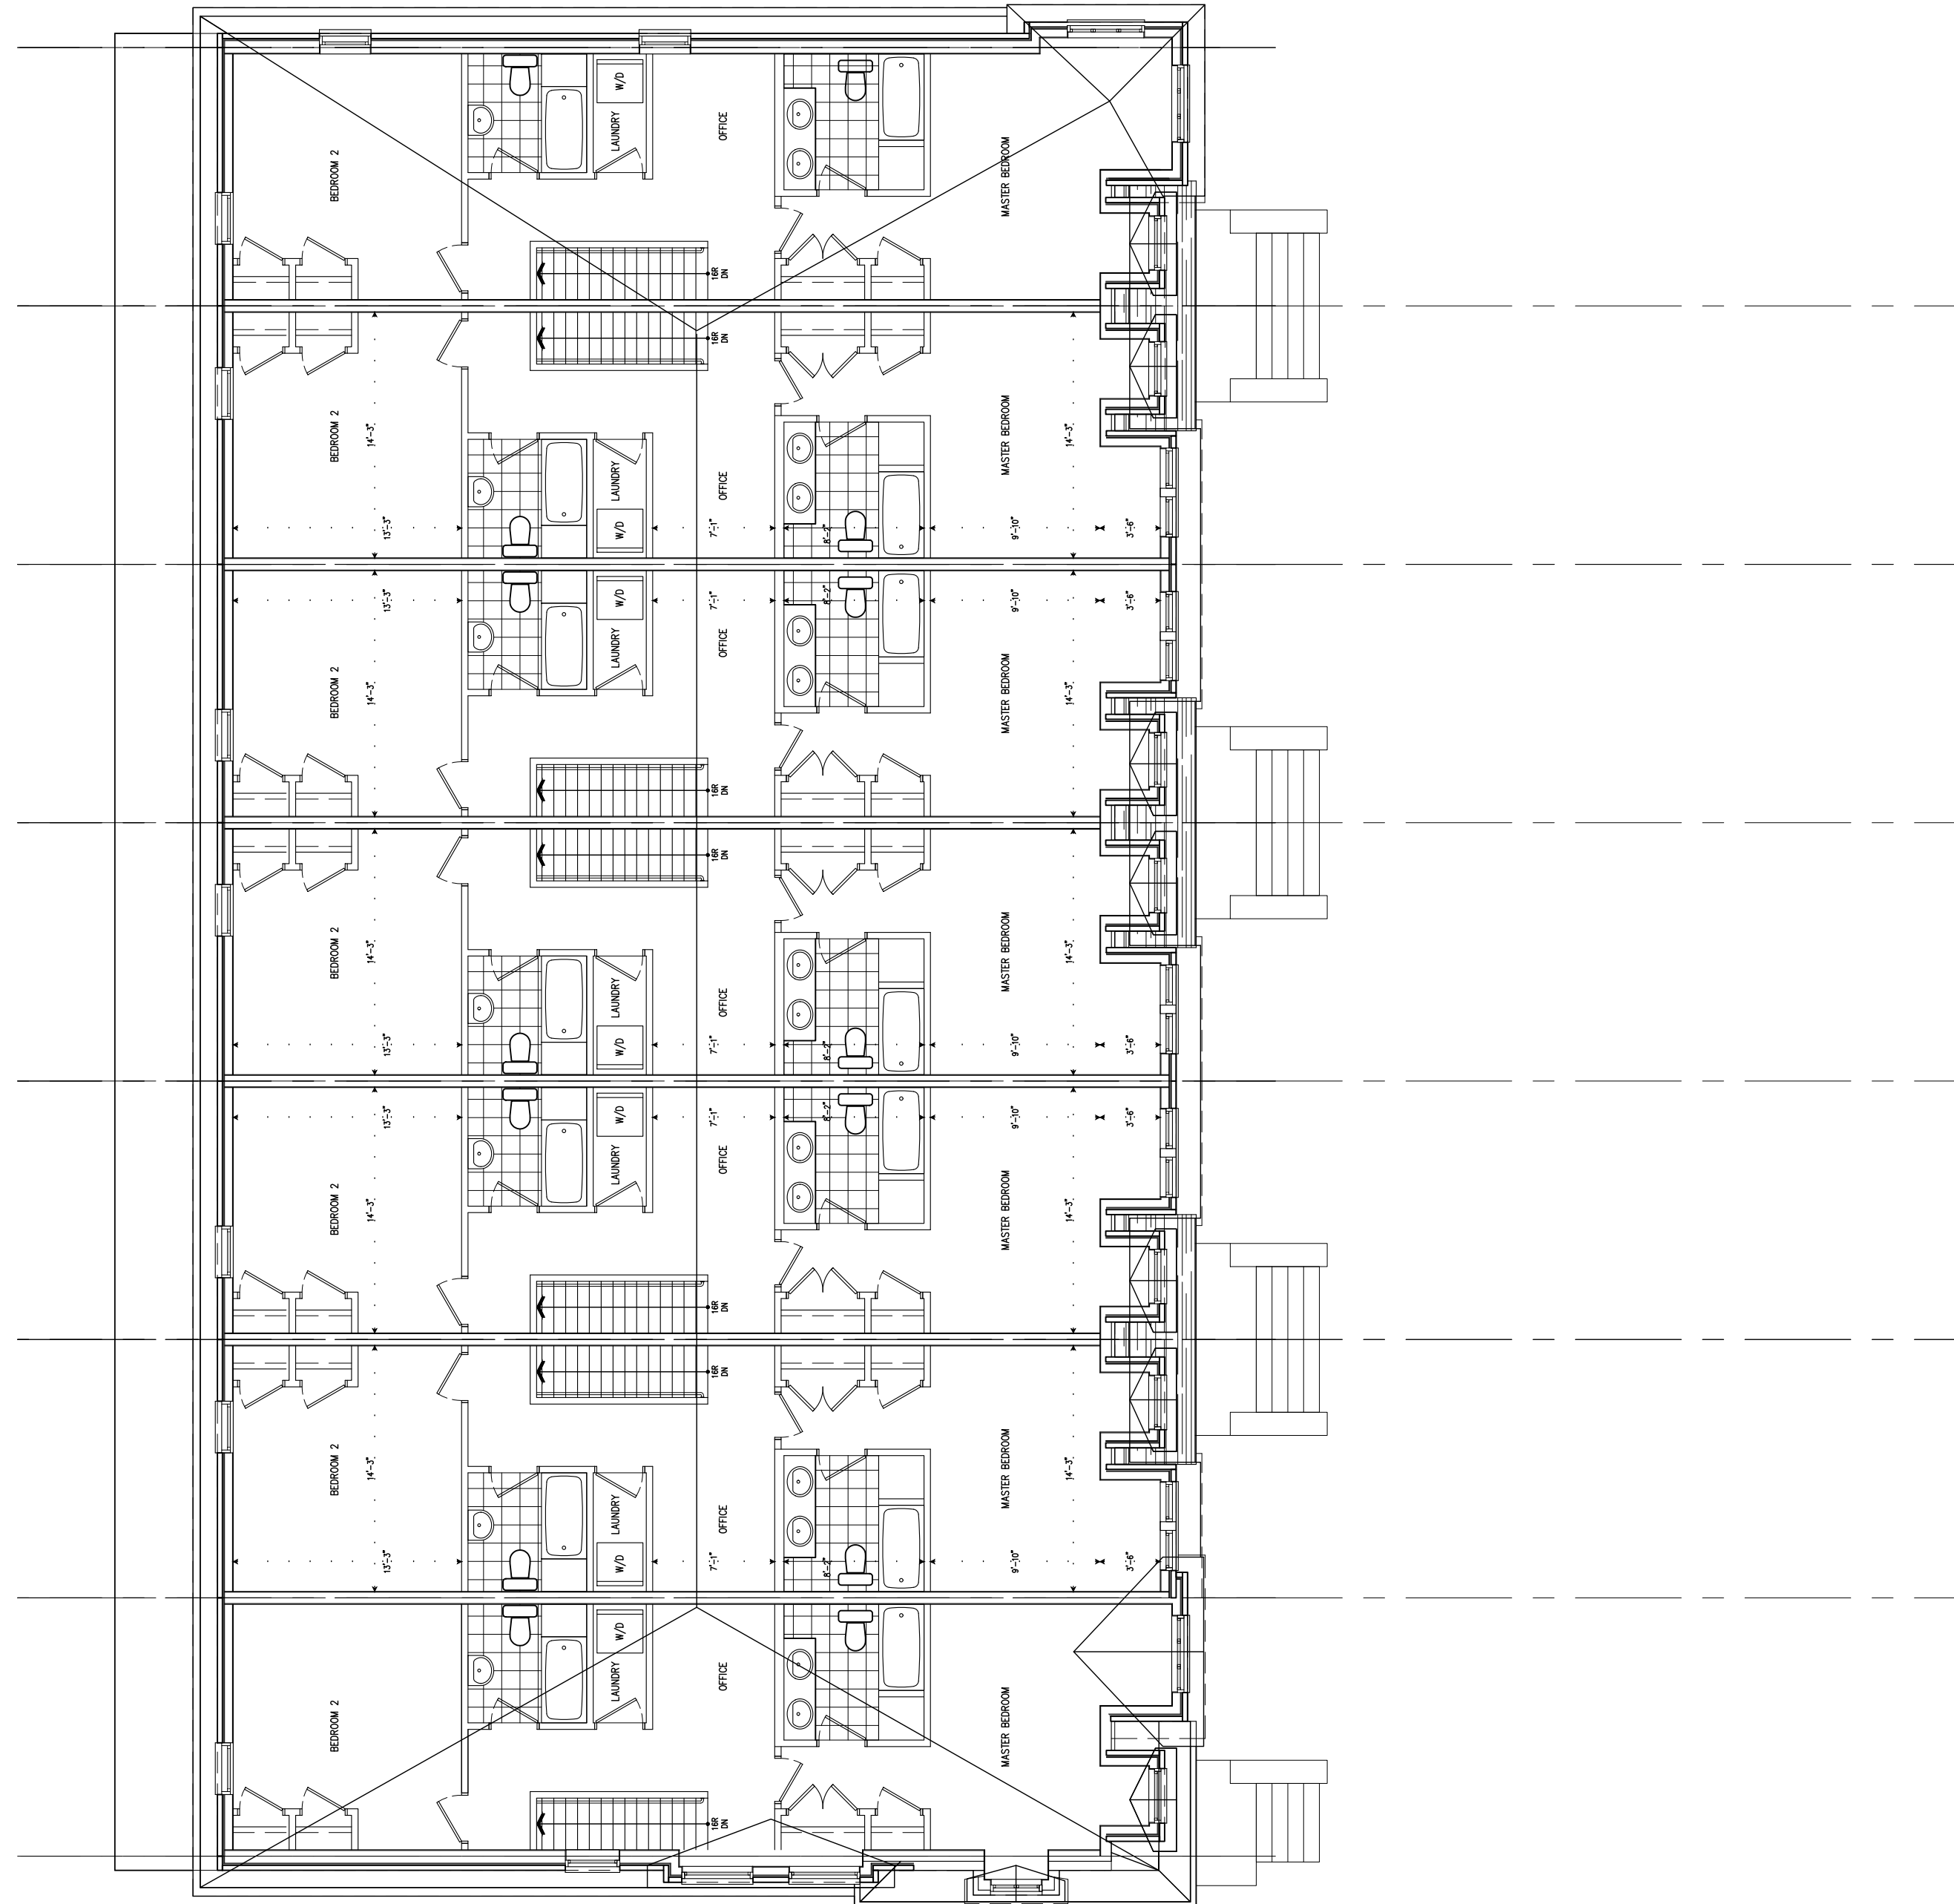 BEDROOM 2
LAUNDRY
W/D
OFFICE
MASTER BEDROOM
16R
DN
16R
DN
BEDROOM 2
14'-3"
13'-3"
LAUNDRY
W/D
OFFICE
7'-1"
8'-2"
MASTER BEDROOM
9'-10"
14'-3"
3'-6"
BEDROOM 2
14'-3"
13'-3"
W/D
LAUNDRY
OFFICE
7'-1"
8'-2"
MASTER BEDROOM
9'-10"
14'-3"
3'-6"
16R
DN
16R
DN
BEDROOM 2
14'-3"
13'-3"
LAUNDRY
W/D
OFFICE
7'-1"
8'-2"
MASTER BEDROOM
9'-10"
14'-3"
3'-6"
BEDROOM 2
14'-3"
13'-3"
W/D
LAUNDRY
OFFICE
7'-1"
8'-2"
MASTER BEDROOM
9'-10"
14'-3"
3'-6"
16R
DN
16R
DN
BEDROOM 2
14'-3"
13'-3"
LAUNDRY
W/D
OFFICE
7'-1"
8'-2"
MASTER BEDROOM
9'-10"
14'-3"
3'-6"
BEDROOM 2
W/D
LAUNDRY
OFFICE
MASTER BEDROOM
16R
DN